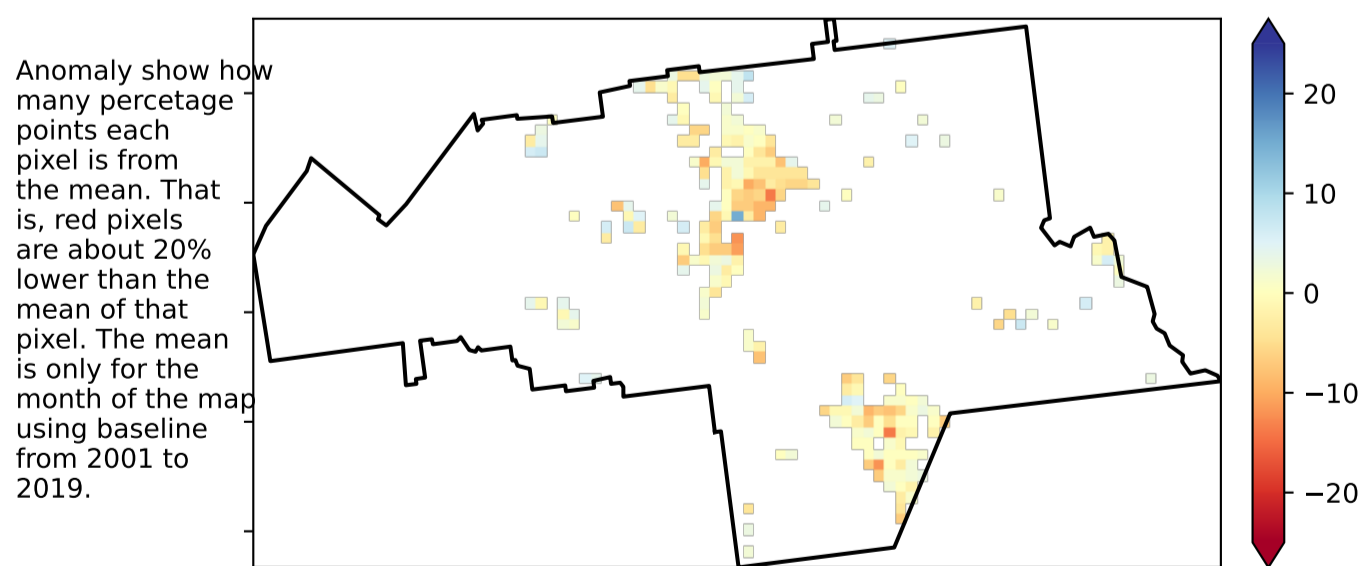 Anomaly show how
many percetage
points each
pixel is from
the mean. That
is, red pixels
are about 20%
lower than the
mean of that
pixel. The mean
is only for the
month of the map
using baseline
from 2001 to
2019.
20
10
0
−10
−20